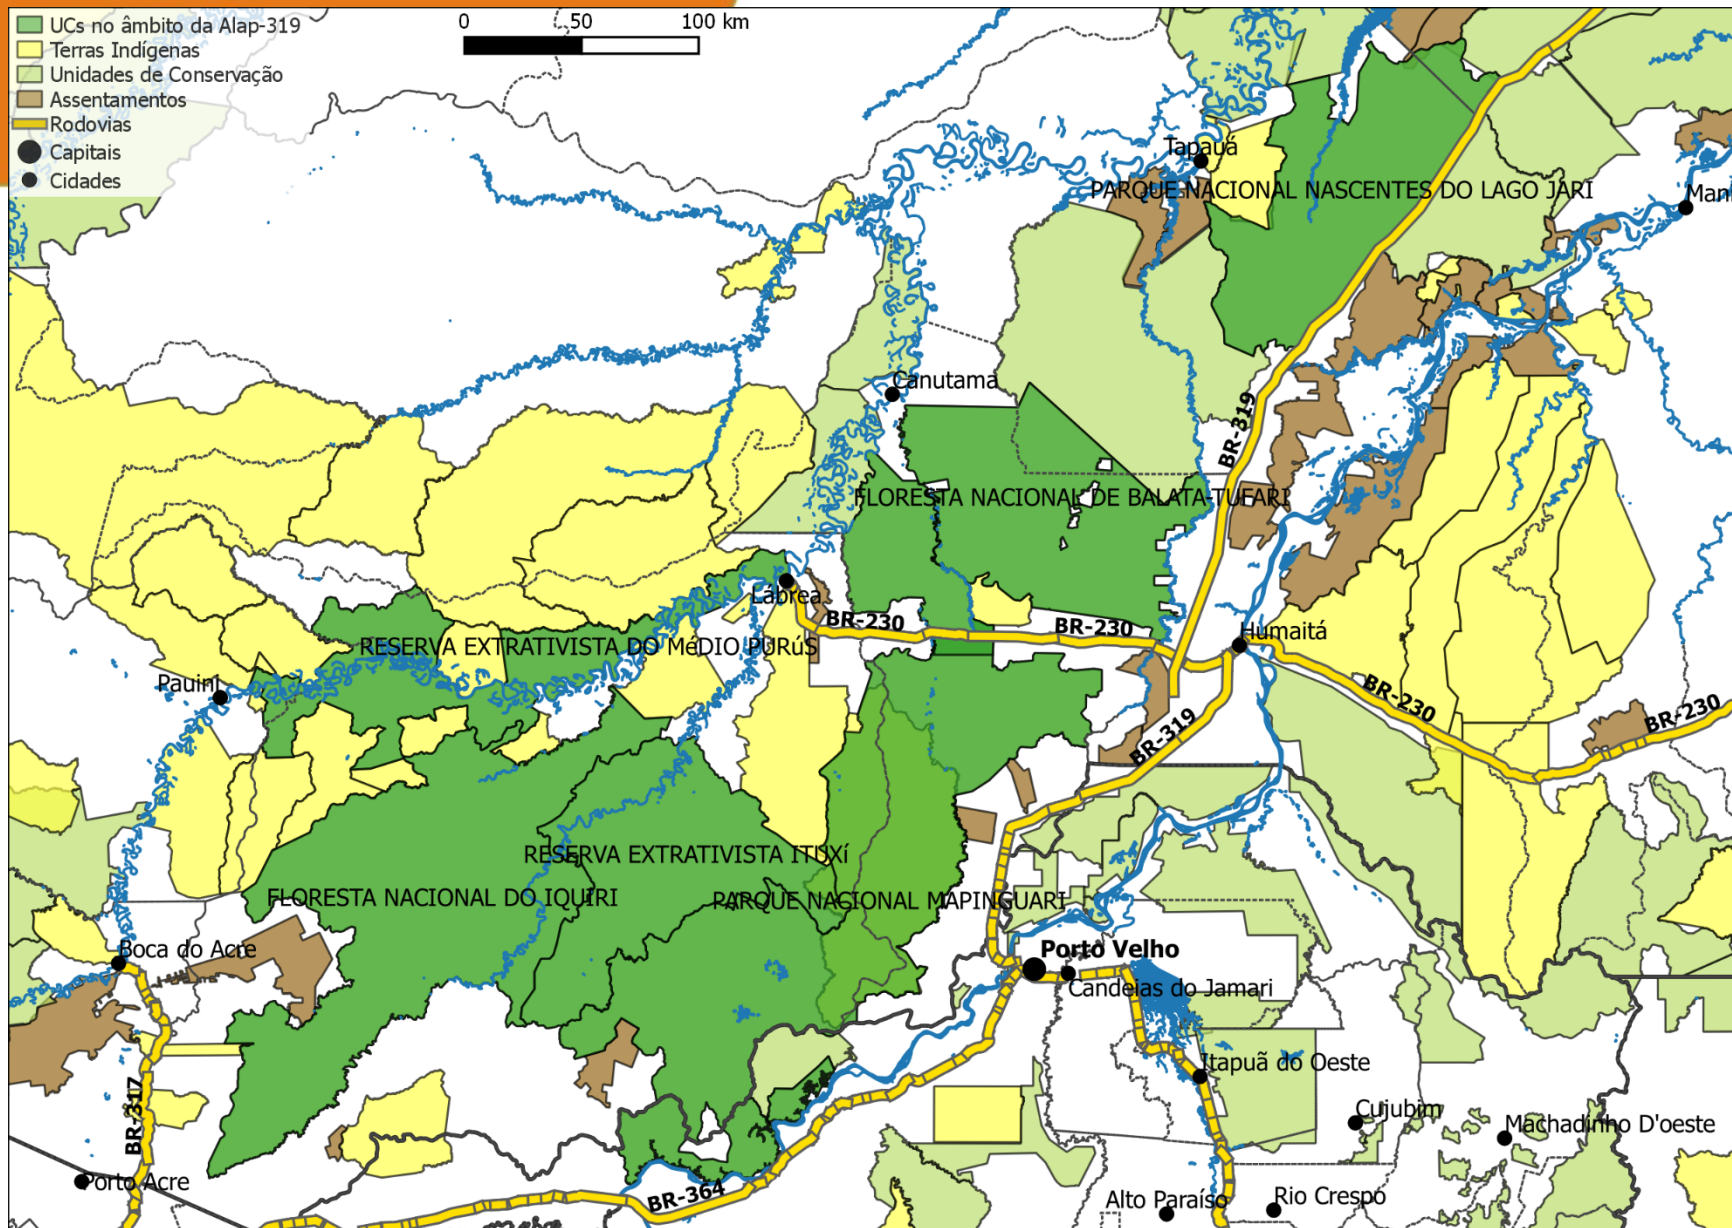 0 50 100 km
UCs no âmbito da Alap-319
Terras Indígenas
Unidades de Conservação
Assentamentos
Rodovias
Capitais
Cidades
Tapauá
PARQUE NACIONAL NASCENTES DO LAGO JARI
Mani
Canutama
BR-319
FLORESTA NACIONAL DE BALATA-TUFARI
Lábrea
BR-230
BR-230
Humaitá
RESERVA EXTRATIVISTA DO MéDIO PURúS
Pauini
BR-230
BR-230
BR-319
RESERVA EXTRATIVISTA ITUXí
FLORESTA NACIONAL DO IQUIRI
PARQUE NACIONAL MAPINGUARI
Boca do Acre
Porto Velho
Candeias do Jamari
Itapuã do Oeste
BR-317
Cujubim
Machadinho D'oeste
Porto Acre
BR-364
Alto Paraíso
Rio Crespo